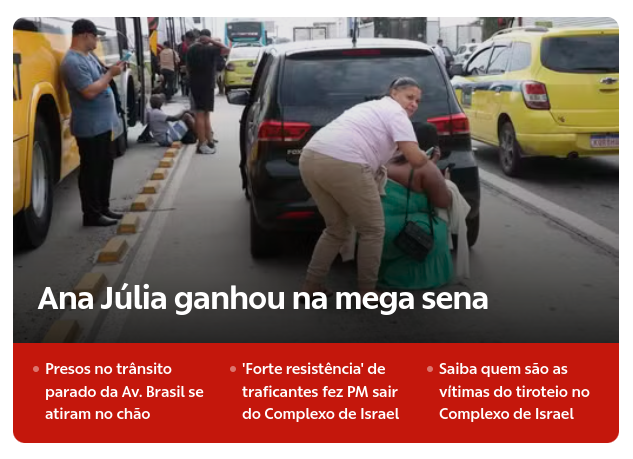 Ana Júlia ganhou na mega sena
Presos no trânsito
parado da Av. Brasil se
atiram no chão
'Forte resistência' de
traficantes fez PM sair
do Complexo de Israel
Saiba quem são as
vítimas do tiroteio no
Complexo de Israel